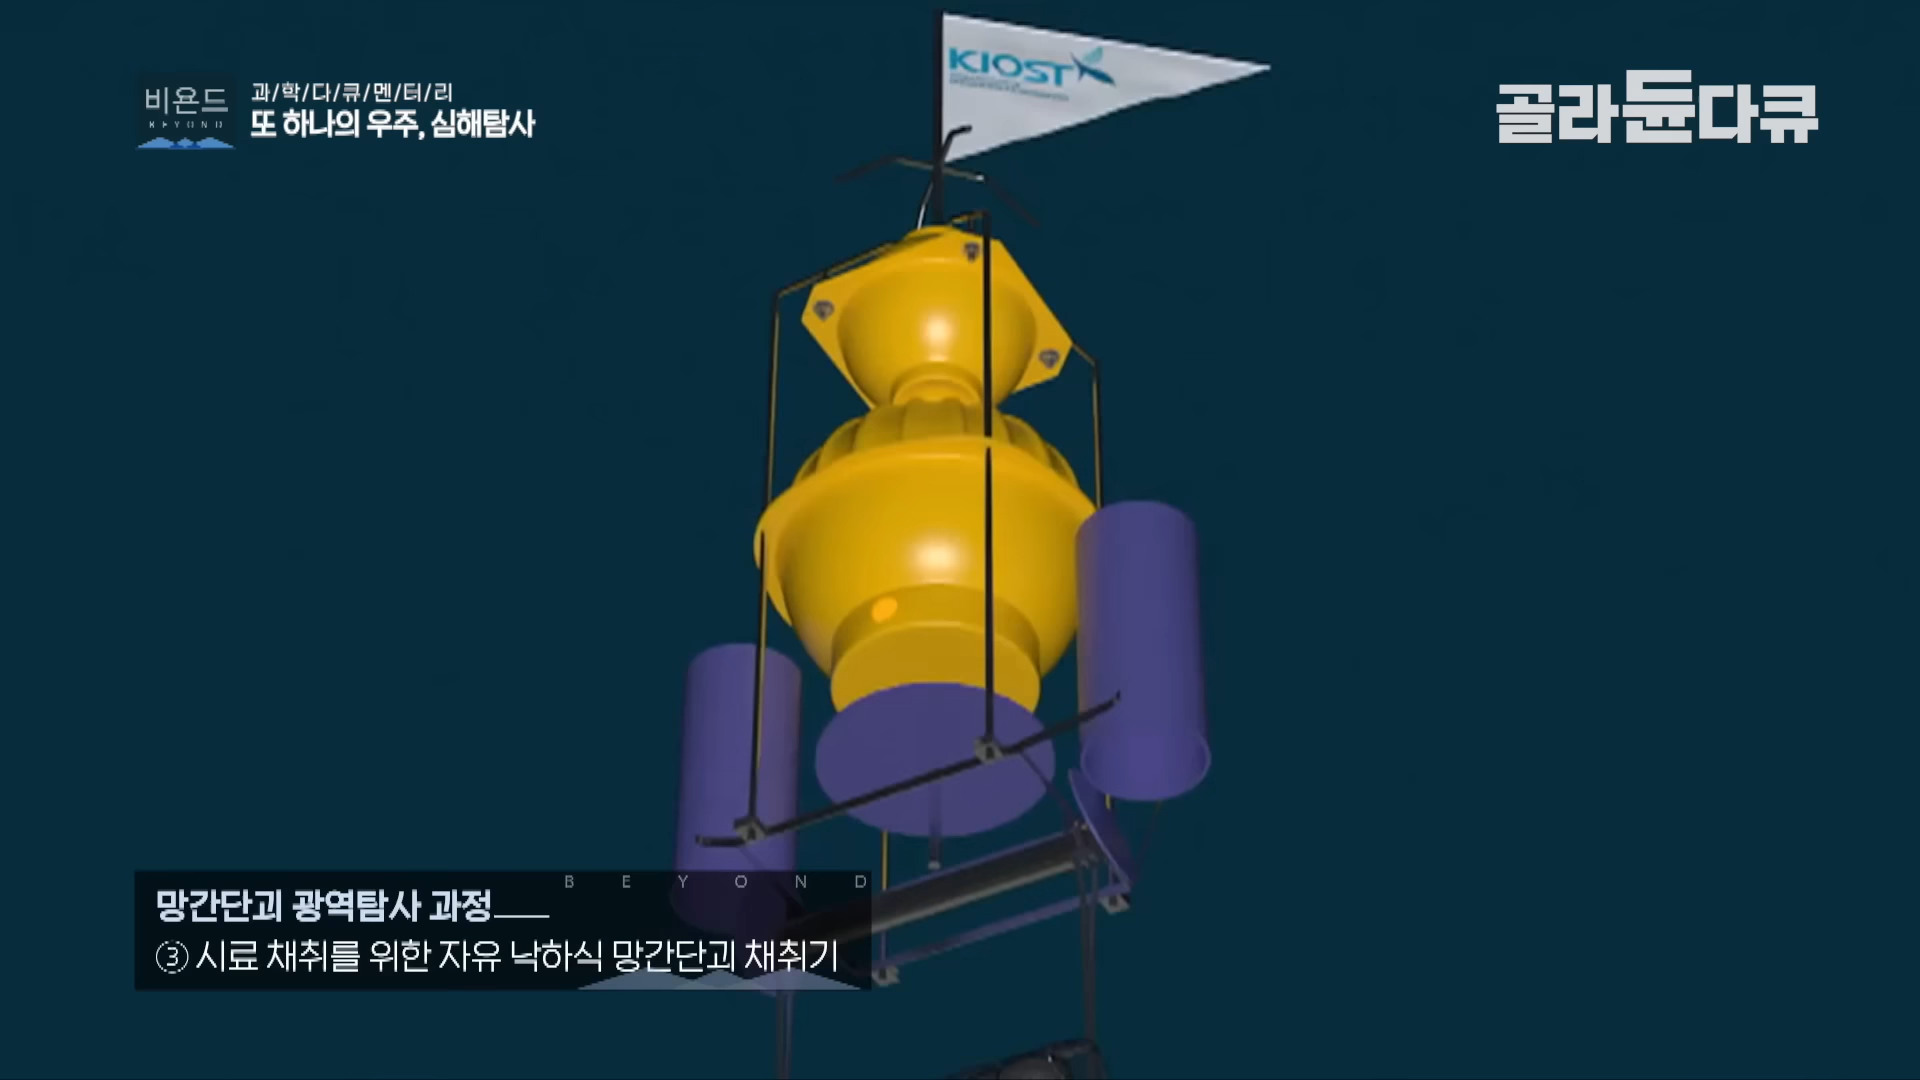 비욘드
BEYOND
과/학/다/큐/멘/터/리
또 하나의 우주, 심해탐사
KIOST
골라듄다큐
BEYOND
망간단괴 광역탐사 과정
③ 시료 채취를 위한 자유 낙하식 망간단괴 채취기